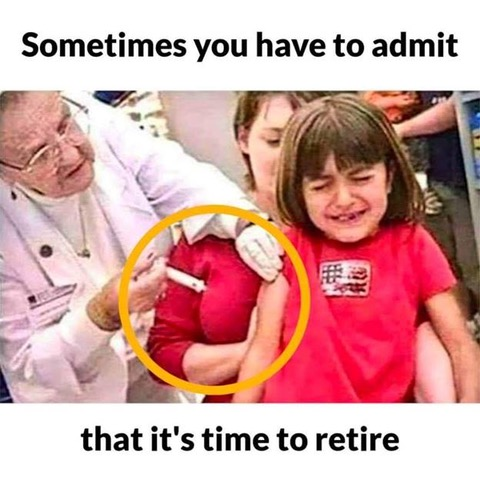 Sometimes you have to admit
that it's time to retire